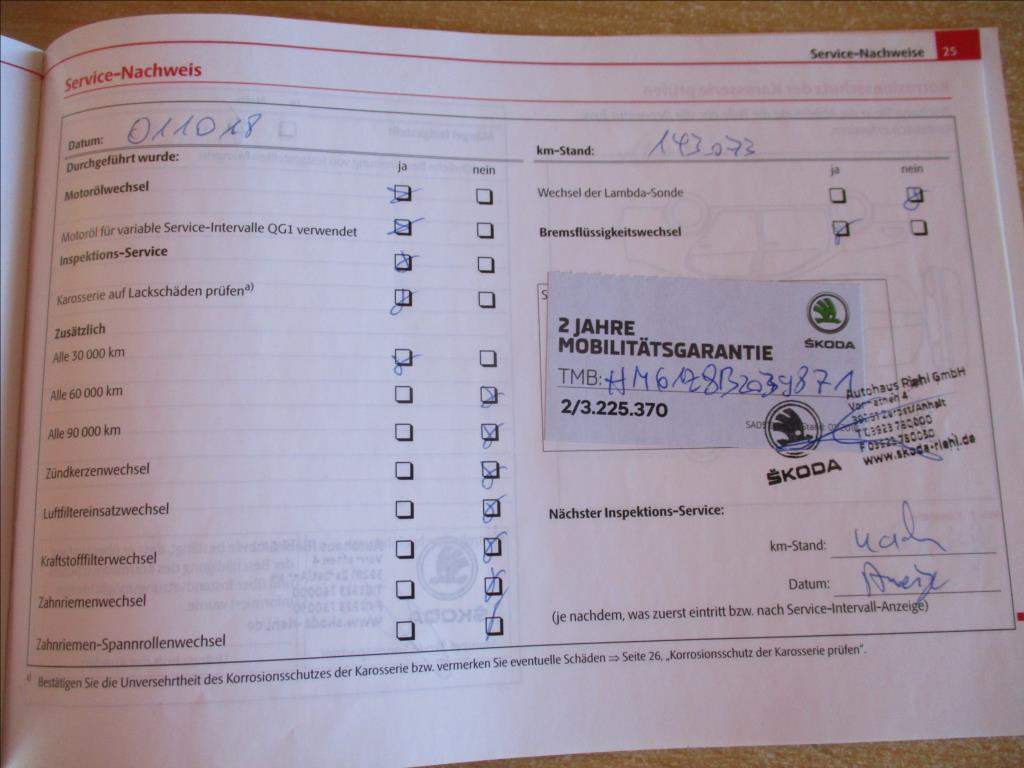 Service-Nachweise 25
Service-Nachweis
Datum: 011018
km-Stand: 143.073
Durchgeführt wurde:
ja nein
ja nein
Motorölwechsel
Motoröl für variable Service-Intervalle QG1 verwendet
Inspektions-Service
Karosserie auf Lackschäden prüfen a)
Zusätzlich
Alle 30 000 km
Alle 60 000 km
Alle 90 000 km
Zündkerzenwechsel
Luftfiltereinsatzwechsel
Kraftstofffilterwechsel
Zahnriemenwechsel
Zahnriemen-Spannrollenwechsel
Wechsel der Lambda-Sonde
Bremsflüssigkeitswechsel
2 JAHRE
MOBILITÄTSGARANTIE
ŠKODA
TMB:
2/3.225.370
Autohaus Riehl GmbH
ŠKODA
www.skoda-riehl.de
Nächster Inspektions-Service:
km-Stand: nach
Datum: Anzeige
(je nachdem, was zuerst eintritt bzw. nach Service-Intervall-Anzeige)
a) Bestätigen Sie die Unversehrtheit des Korrosionsschutzes der Karosserie bzw. vermerken Sie eventuelle Schäden ⇒ Seite 26, „Korrosionsschutz der Karosserie prüfen“.